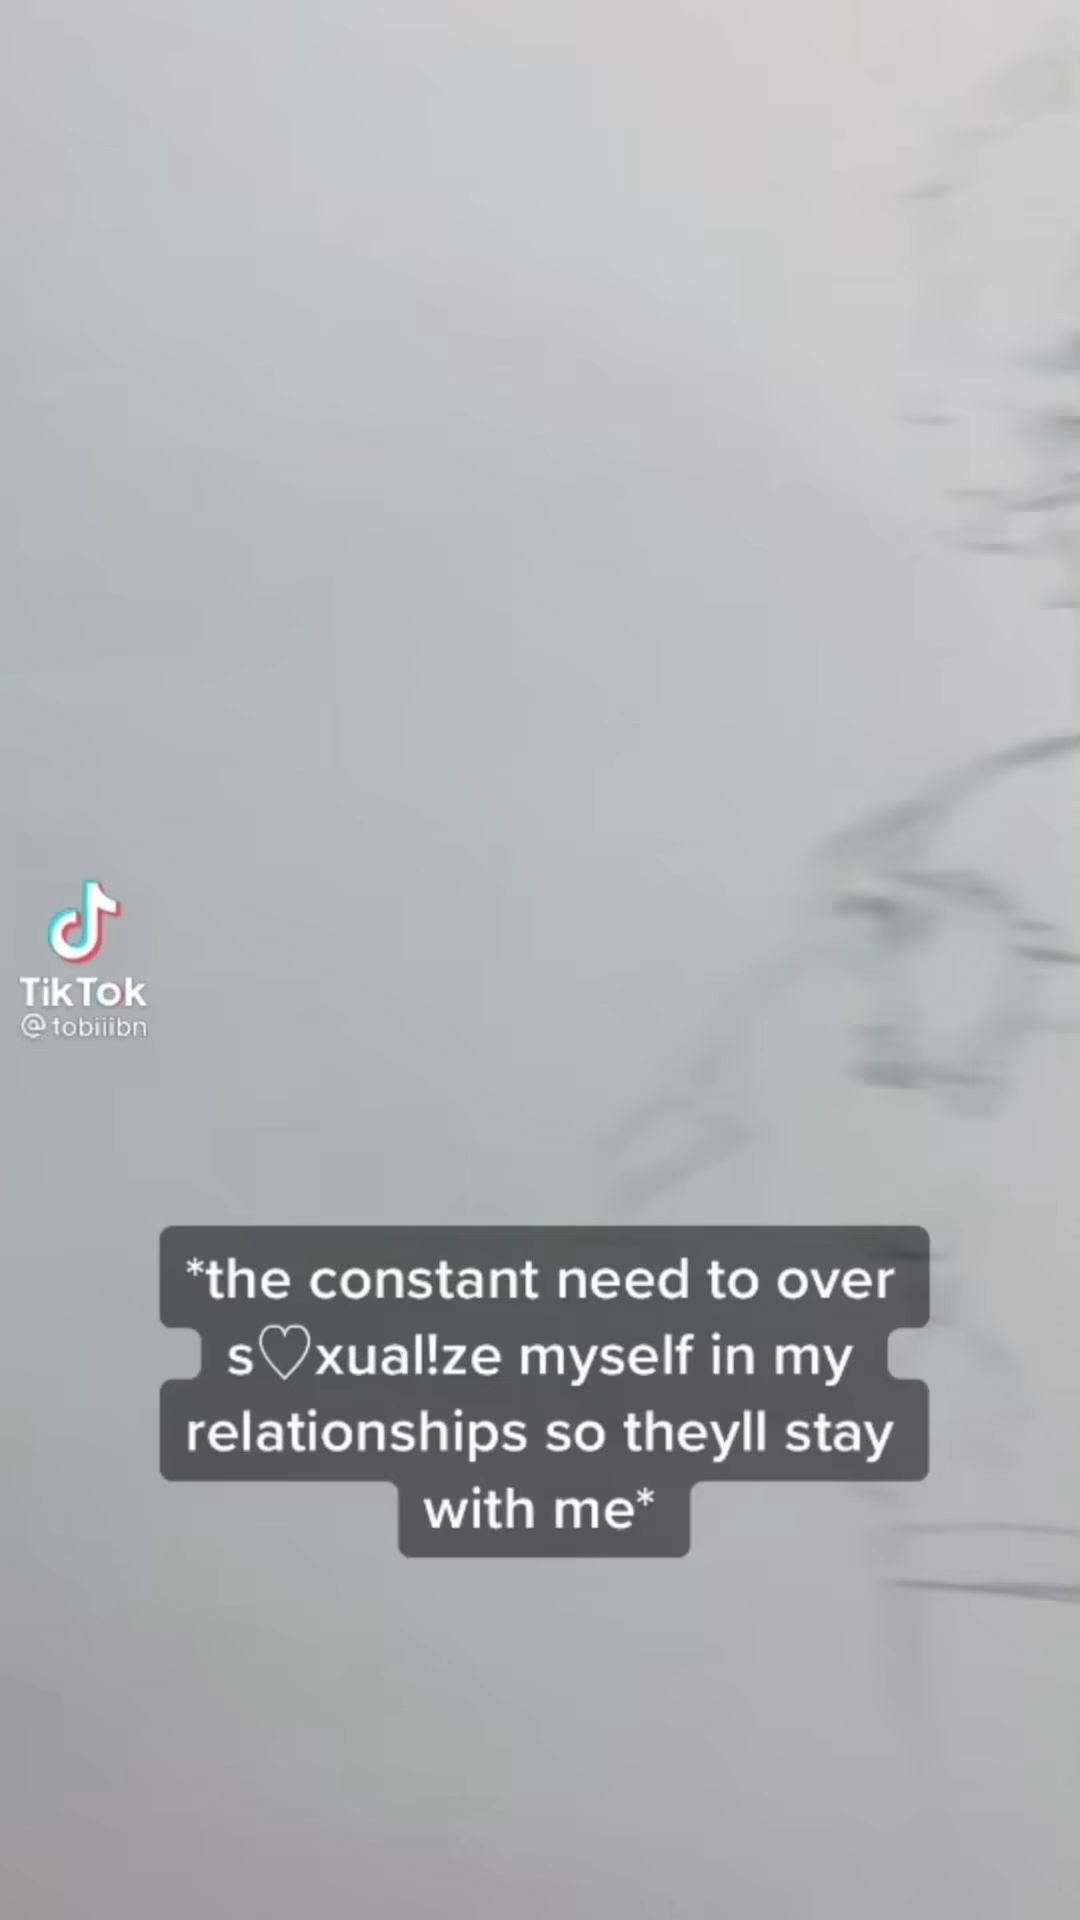 TikTok
@tobiiibn
*the constant need to over
s♡xual!ze myself in my
relationships so theyll stay
with me*